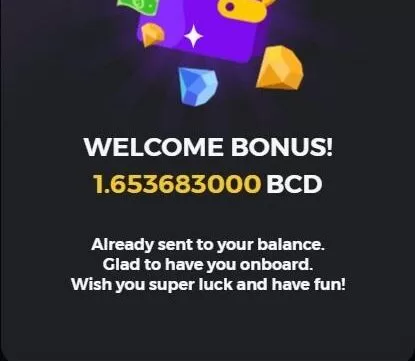 WELCOME BONUS!
1.653683000 BCD
Already sent to your balance.
Glad to have you onboard.
Wish you super luck and have fun!